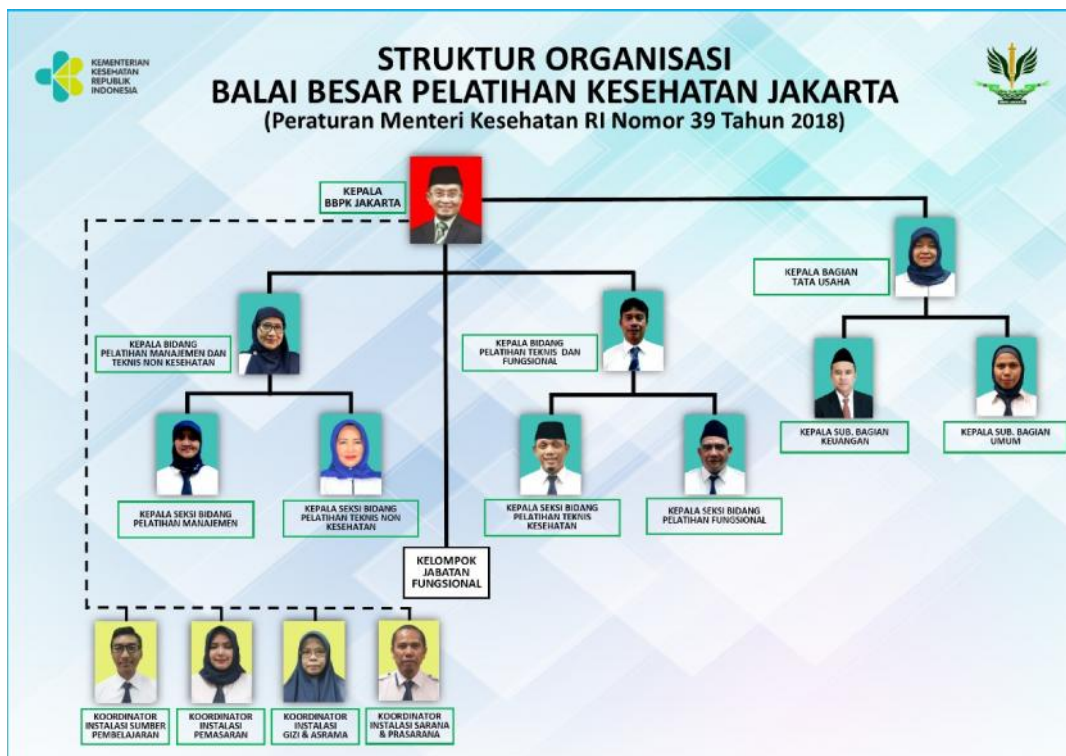 KEMENTERIAN
KESEHATAN
REPUBLIK
INDONESIA
STRUKTUR ORGANISASI
BALAI BESAR PELATIHAN KESEHATAN JAKARTA
(Peraturan Menteri Kesehatan RI Nomor 39 Tahun 2018)
KEPALA
BBPK JAKARTA
KEPALA BAGIAN
TATA USAHA
KEPALA BIDANG
PELATIHAN MANAJEMEN DAN
TEKNIS NON KESEHATAN
KEPALA BIDANG
PELATIHAN TEKNIS DAN
FUNGSIONAL
KEPALA SUB. BAGIAN
KEUANGAN
KEPALA SUB. BAGIAN
UMUM
KEPALA SEKSI BIDANG
PELATIHAN MANAJEMEN
KEPALA SEKSI BIDANG
PELATIHAN TEKNIS NON
KESEHATAN
KEPALA SEKSI BIDANG
PELATIHAN TEKNIS
KESEHATAN
KEPALA SEKSI BIDANG
PELATIHAN FUNGSIONAL
KELOMPOK
JABATAN
FUNGSIONAL
KOORDINATOR
INSTALASI SUMBER
PEMBELAJARAN
KOORDINATOR
INSTALASI
PEMASARAN
KOORDINATOR
INSTALASI
GIZI & ASRAMA
KOORDINATOR
INSTALASI SARANA
& PRASARANA